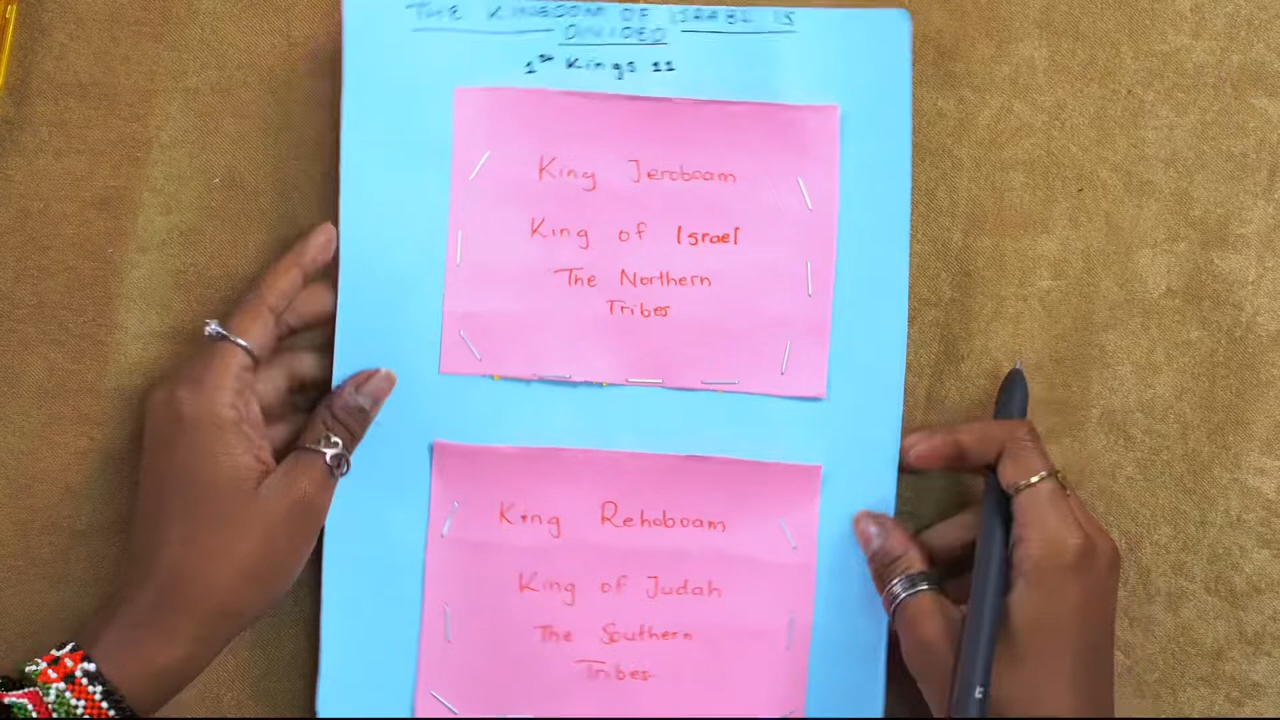 THE KINGDOM OF ISRAEL IS
DIVIDED
1st Kings 11
King Jeroboam
King of Israel
The Northern
Tribes
King Rehoboam
King of Judah
The Southern
Tribes